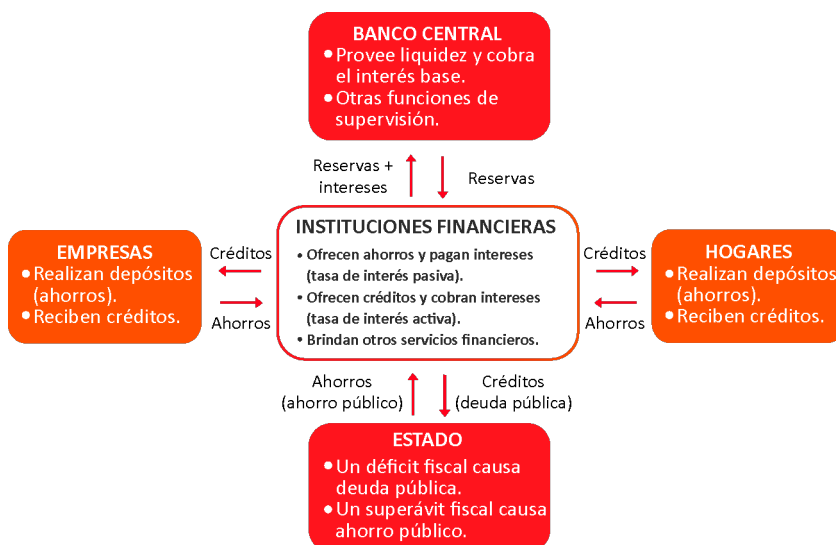 BANCO CENTRAL
• Provee liquidez y cobra
el interés base.
• Otras funciones de
supervisión.
Reservas +
intereses
Reservas
INSTITUCIONES FINANCIERAS
• Ofrecen ahorros y pagan intereses
(tasa de interés pasiva).
• Ofrecen créditos y cobran intereses
(tasa de interés activa).
• Brindan otros servicios financieros.
EMPRESAS
• Realizan depósitos
(ahorros).
• Reciben créditos.
Créditos
Ahorros
Créditos
Ahorros
HOGARES
• Realizan depósitos
(ahorros).
• Reciben créditos.
Ahorros
(ahorro público)
Créditos
(deuda pública)
ESTADO
• Un déficit fiscal causa
deuda pública.
• Un superávit fiscal causa
ahorro público.